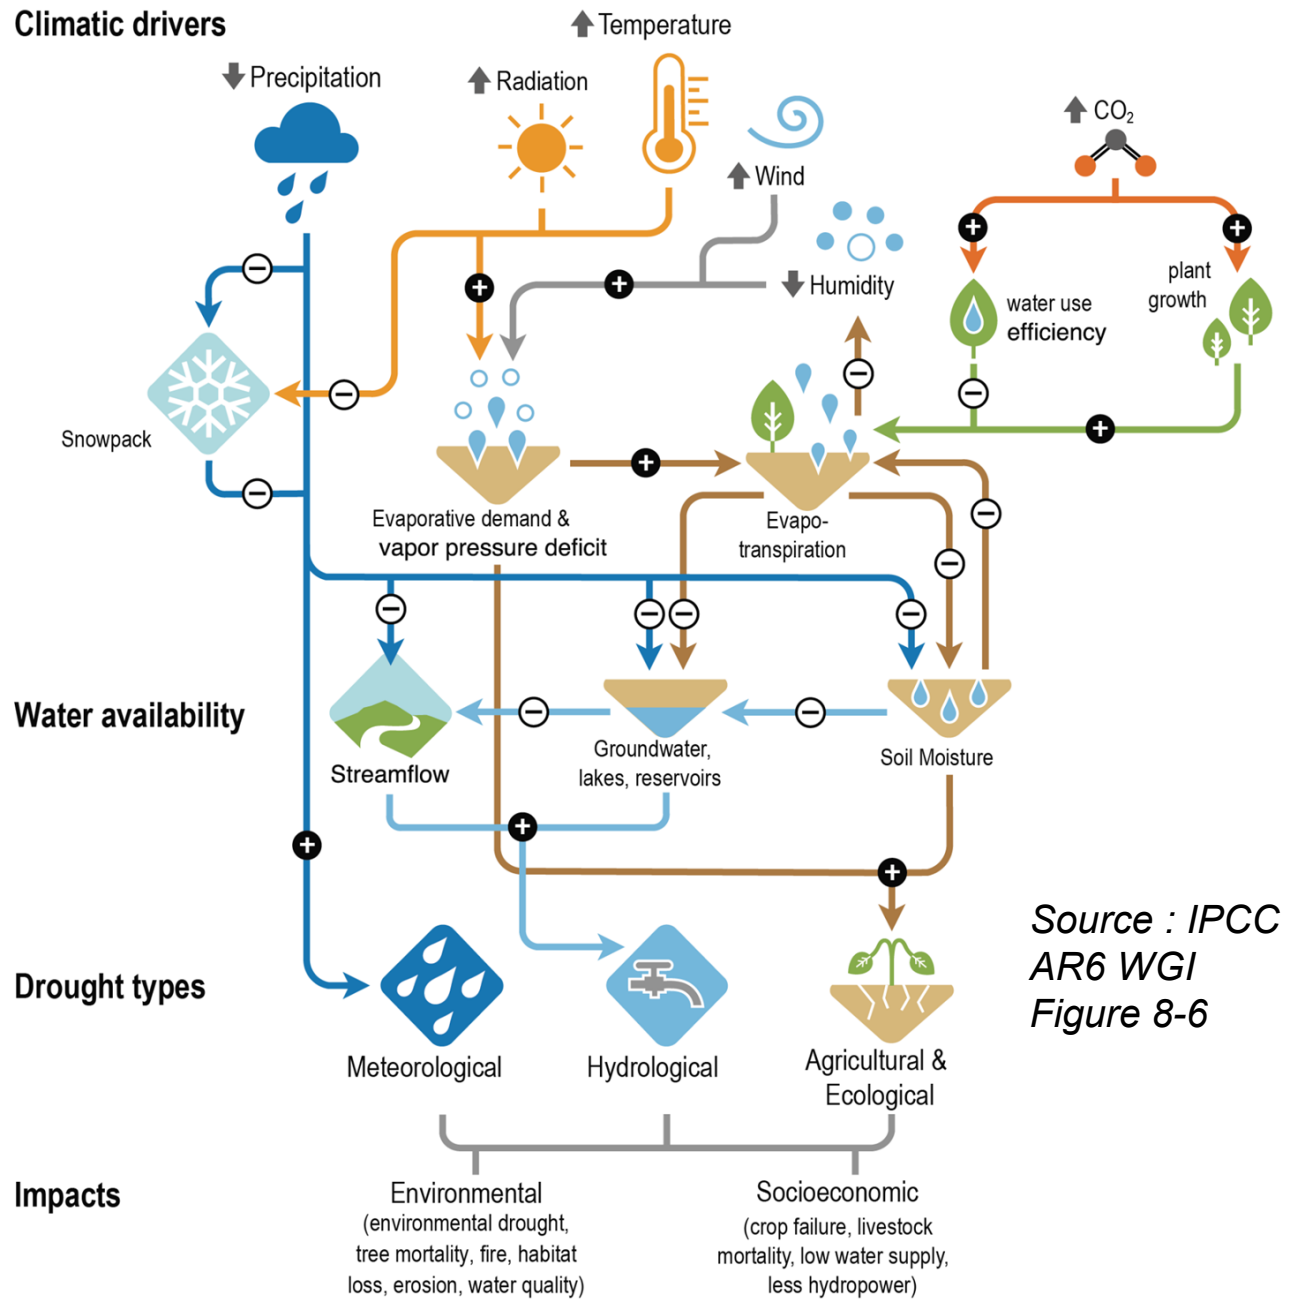 Climatic drivers
Temperature
Precipitation
Radiation
CO₂
Wind
Humidity
plant
growth
water use
efficiency
Snowpack
Evaporative demand &
vapor pressure deficit
Evapo-
transpiration
Water availability
Streamflow
Groundwater,
lakes, reservoirs
Soil Moisture
Source : IPCC
AR6 WGI
Figure 8-6
Drought types
Meteorological
Hydrological
Agricultural &
Ecological
Impacts
Environmental
(environmental drought,
tree mortality, fire, habitat
loss, erosion, water quality)
Socioeconomic
(crop failure, livestock
mortality, low water supply,
less hydropower)